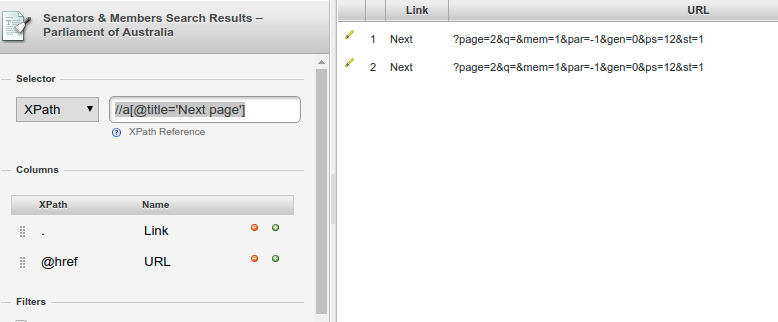 Senators & Members Search Results –
Parliament of Australia
Selector
XPath
//a[@title='Next page']
XPath Reference
Columns
XPath Name
. Link
@href URL
Filters
Link URL
1 Next ?page=2&q=&mem=1&par=-1&gen=0&ps=12&st=1
2 Next ?page=2&q=&mem=1&par=-1&gen=0&ps=12&st=1